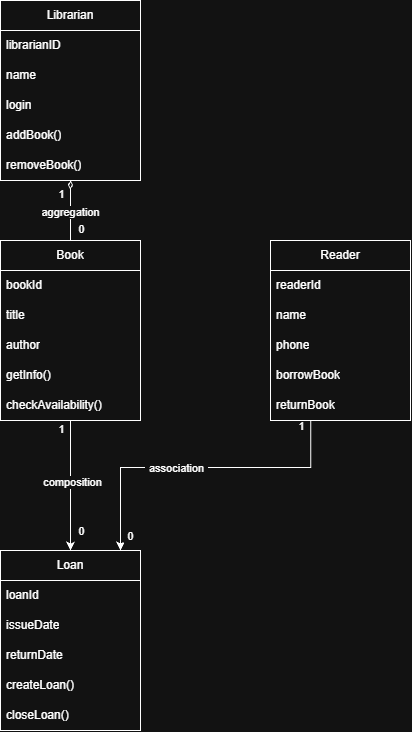 Librarian
librarianID
name
login
addBook()
removeBook()
1
aggregation
0
Book
bookId
title
author
getInfo()
checkAvailability()
1
Reader
readerId
name
phone
borrowBook
returnBook
1
association
composition
0
0
Loan
loanId
issueDate
returnDate
createLoan()
closeLoan()